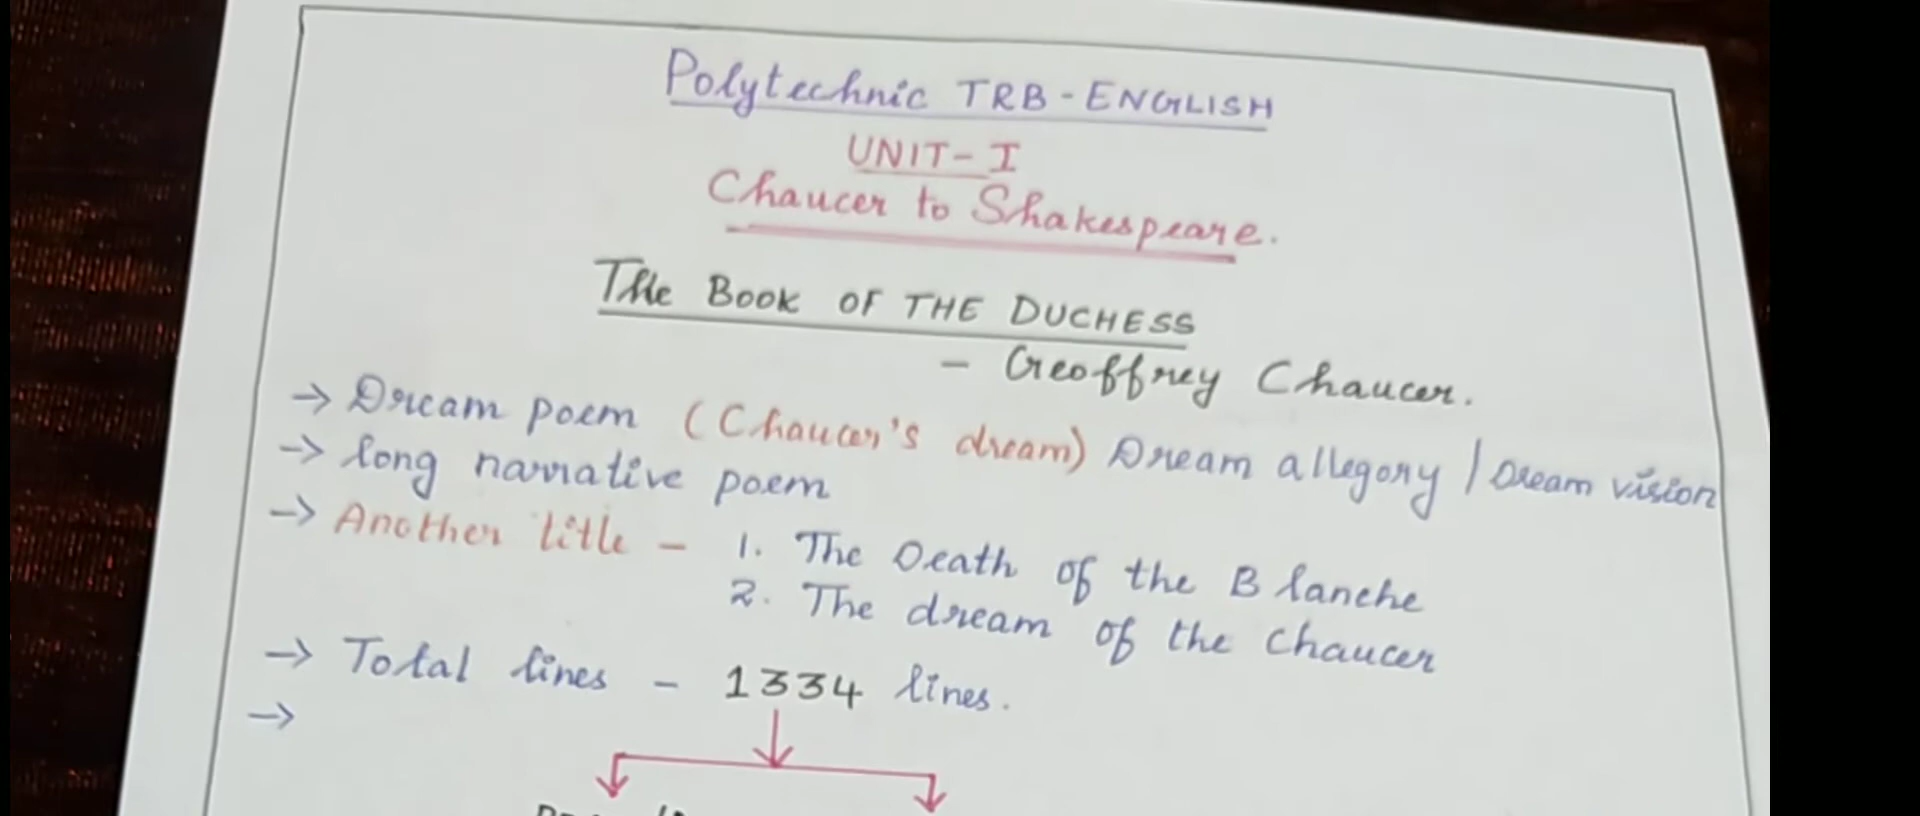 Polytechnic TRB - ENGLISH
UNIT - I
Chaucer to Shakespeare.
The BOOK OF THE DUCHESS
- Geoffrey Chaucer.
→ Dream poem (Chaucer's dream) Dream allegory / Dream vision
→ long narrative poem
→ Another title - 1. The Death of the Blanche
2. The dream of the Chaucer
→ Total lines - 1334 lines.
→